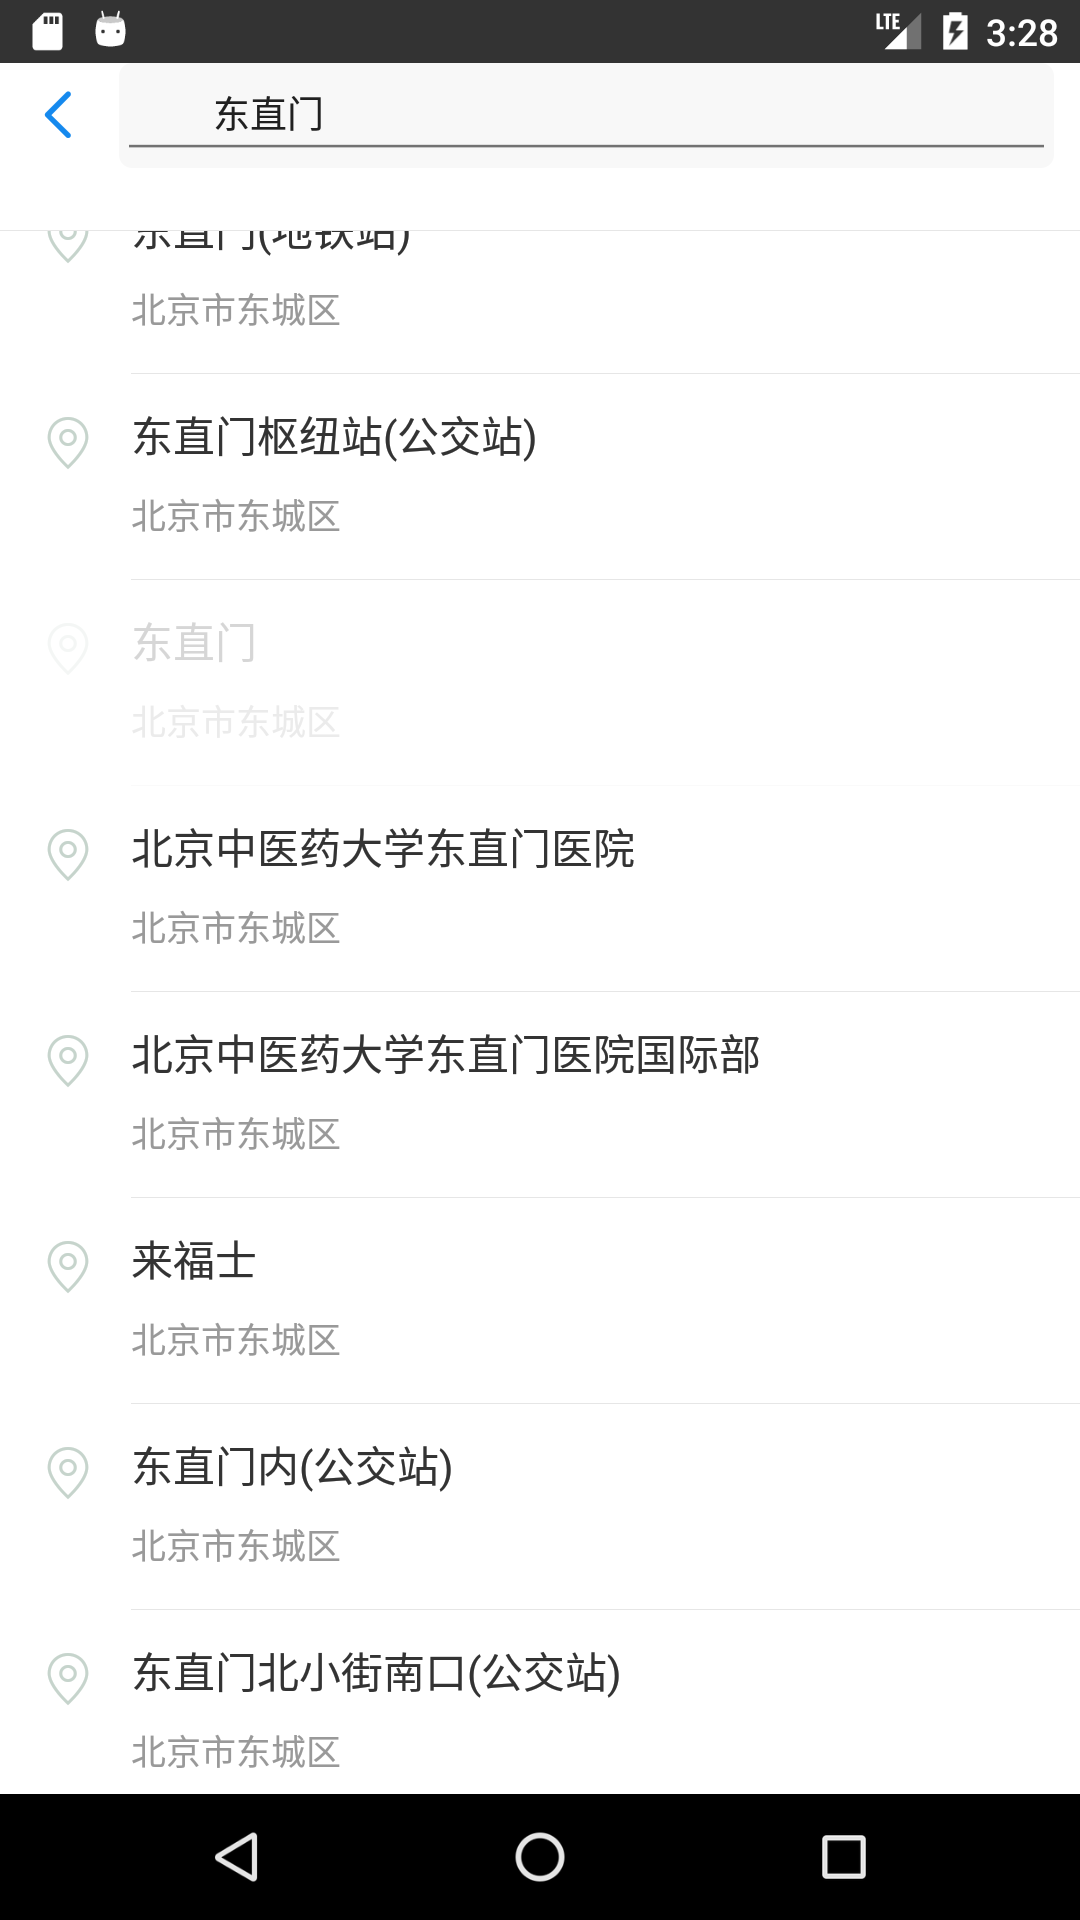 LTE 3:28
东直门
东直门(地铁站)
北京市东城区
东直门枢纽站(公交站)
北京市东城区
东直门
北京市东城区
北京中医药大学东直门医院
北京市东城区
北京中医药大学东直门医院国际部
北京市东城区
来福士
北京市东城区
东直门内(公交站)
北京市东城区
东直门北小街南口(公交站)
北京市东城区